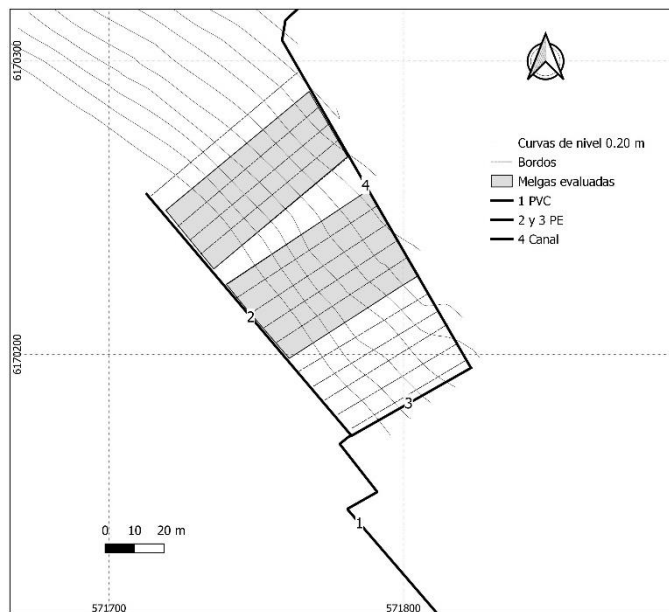 6170300
Curvas de nivel 0.20 m
Bordos
Melgas evaluadas
1 PVC
2 y 3 PE
4 Canal
4
2
6170200
3
1
0 10 20 m
571700
571800